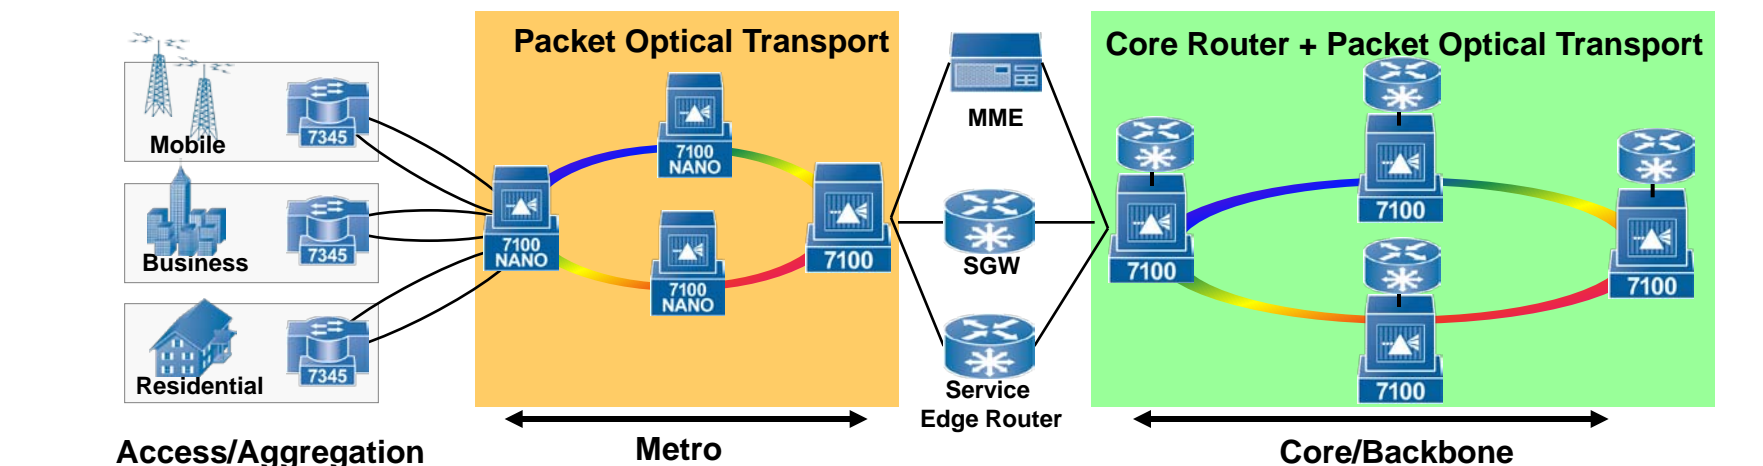 Packet Optical Transport
Core Router + Packet Optical Transport
Mobile
7345
Business
7345
Residential
7345
7100
NANO
7100
NANO
7100
NANO
7100
MME
SGW
Service
Edge Router
7100
7100
7100
7100
Access/Aggregation
Metro
Core/Backbone